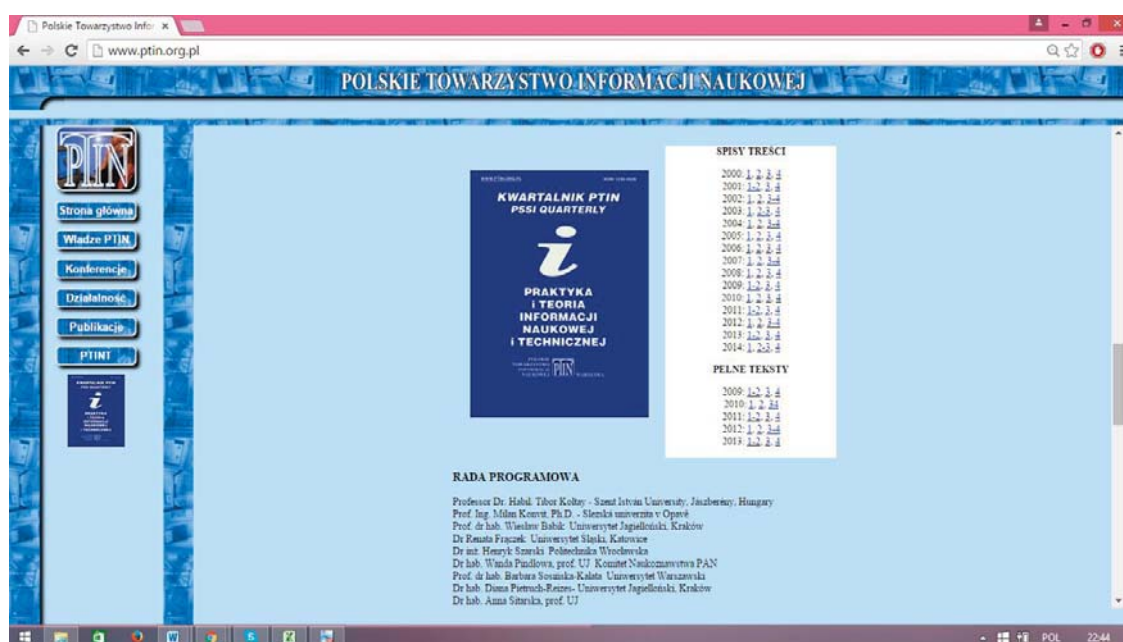 Polskie Towarzystwo Infor
www.ptin.org.pl
POLSKIE TOWARZYSTWO INFORMACJI NAUKOWEJ
PTIN
Strona główna
Władze PTIN
Konferencje
Działalność
Publikacje
PTINT
KWARTALNIK PTIN
PSSI QUARTERLY
i
PRAKTYKA
i TEORIA
INFORMACJI
NAUKOWEJ
i TECHNICZNEJ
PTIN
SPISY TREŚCI
2000: 1, 2, 3, 4
2001: 1-2, 3, 4
2002: 1, 2, 3-4
2003: 1, 2-3, 4
2004: 1, 2, 3-4
2005: 1, 2, 3, 4
2006: 1, 2, 3, 4
2007: 1, 2, 3-4
2008: 1, 2, 3, 4
2009: 1-2, 3, 4
2010: 1, 2, 3, 4
2011: 1-2, 3, 4
2012: 1, 2, 3-4
2013: 1-2, 3, 4
2014: 1, 2-3, 4
PEŁNE TEKSTY
2009: 1-2, 3, 4
2010: 1, 2, 34
2011: 1-2, 3, 4
2012: 1, 2, 3-4
2013: 1-2, 3, 4
RADA PROGRAMOWA
Professor Dr. Habil. Tibor Koltay - Szent István University, Jászberény, Hungary
Prof. Ing. Milan Konvit, Ph.D. - Slezská univerzita v Opavě
Prof. dr hab. Wiesław Babik Uniwersytet Jagielloński, Kraków
Dr Renata Frączek Uniwersytet Śląski, Katowice
Dr inż. Henryk Szarski Politechnika Wrocławska
Dr hab. Wanda Pindlowa, prof. UJ Komitet Naukoznawstwa PAN
Prof. dr hab. Barbara Sosińska-Kalata Uniwersytet Warszawski
Dr hab. Diana Pietruch-Reizes- Uniwersytet Jagielloński, Kraków
Dr hab. Anna Sitarska, prof. UJ
POL 22:44